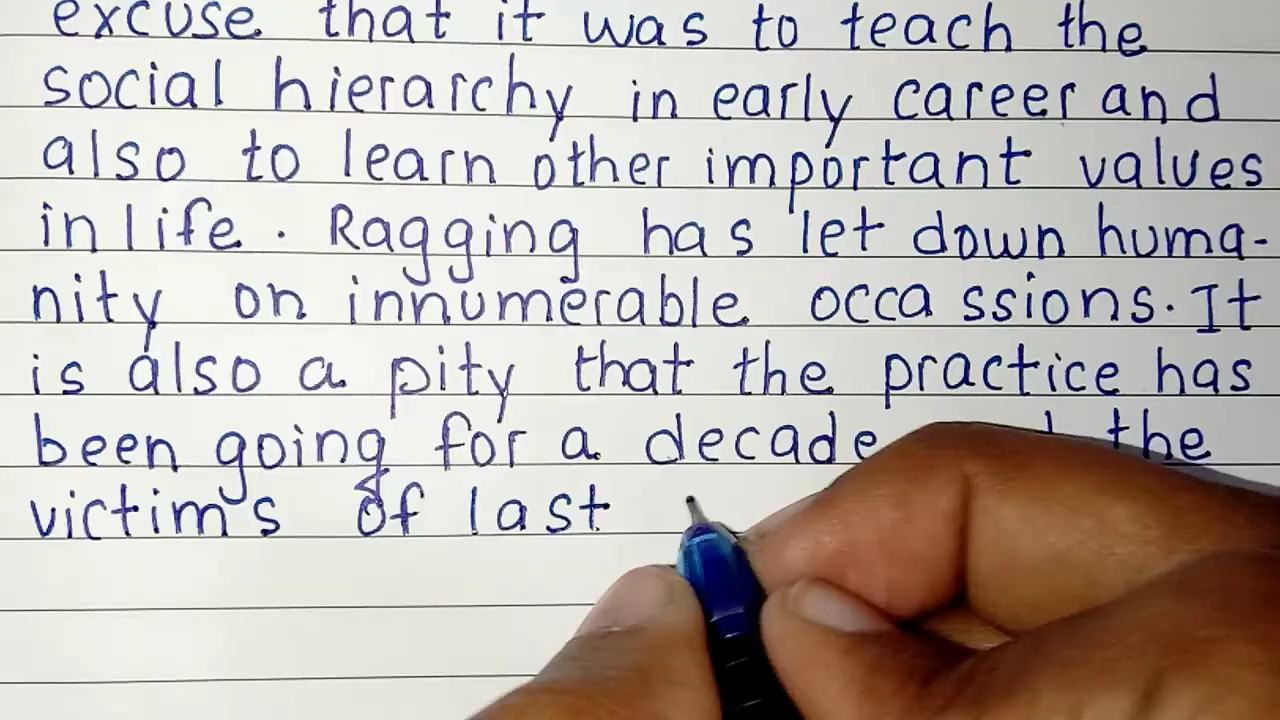 excuse that it was to teach the
social hierarchy in early career and
also to learn other important values
in life. Ragging has let down huma-
nity on innumerable occa ssions. It
is also a pity that the practice has
been going for a decade the
victims of last